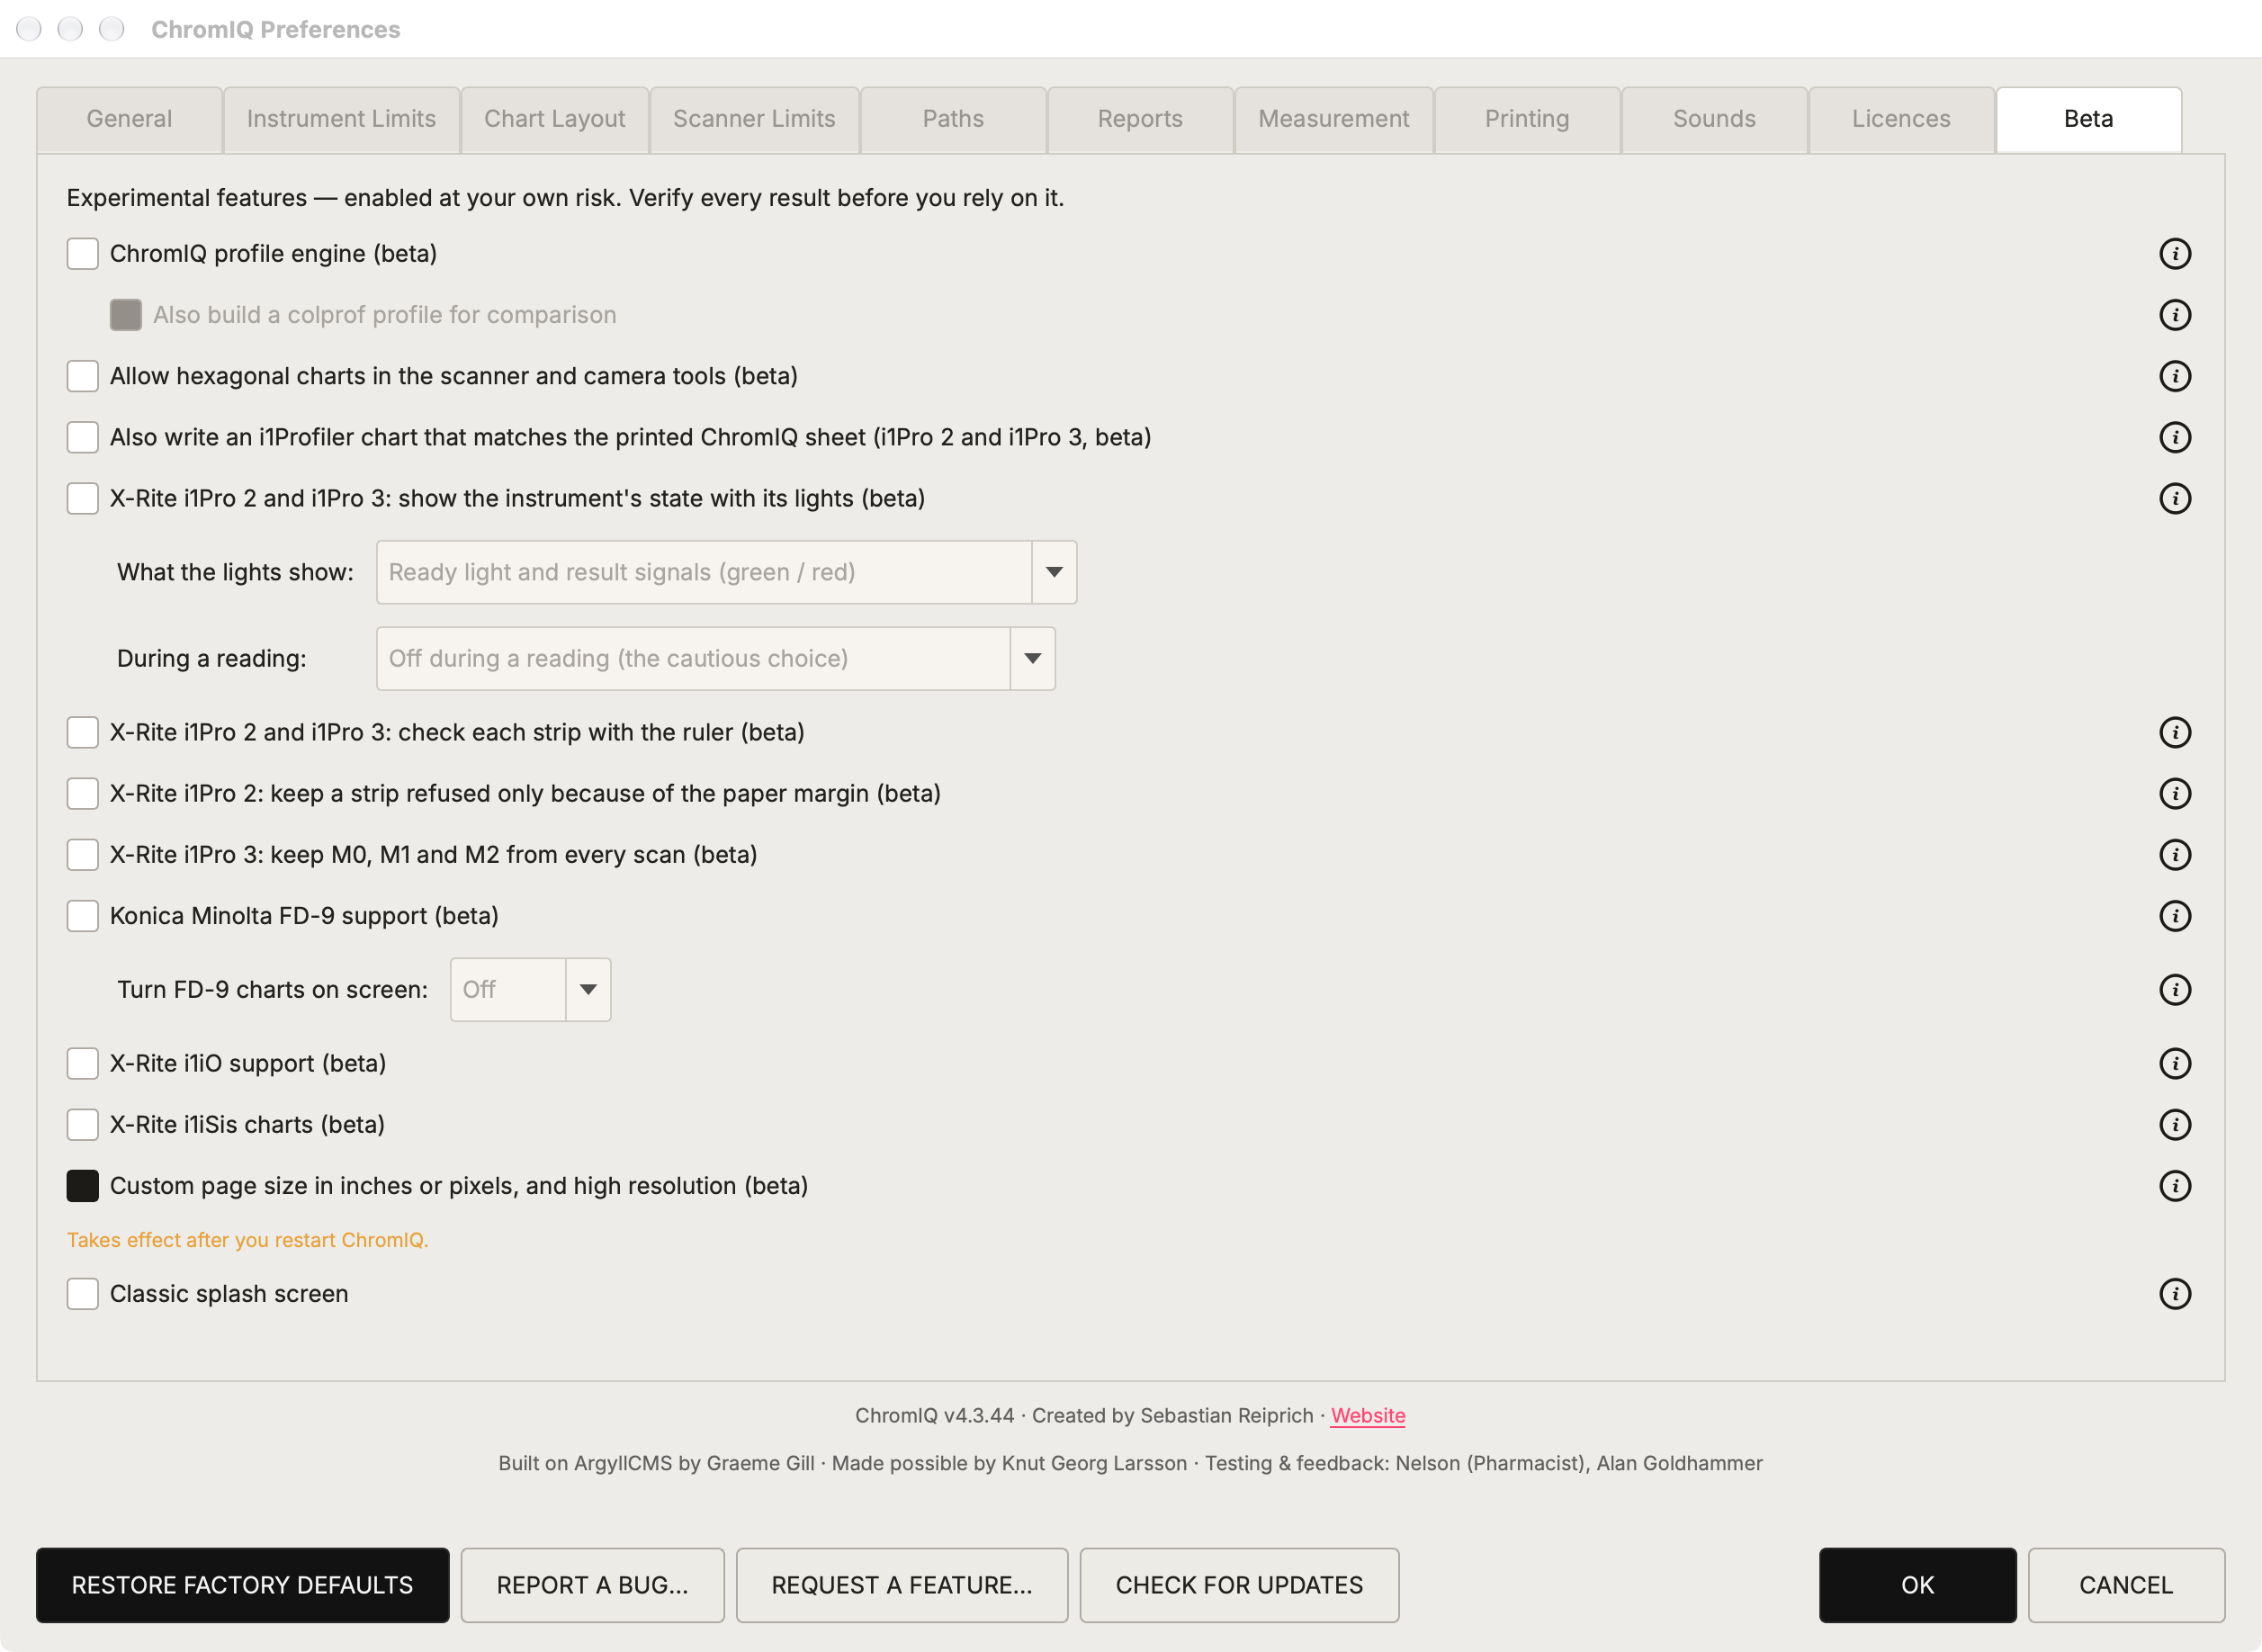 ChromIQ Preferences
General Instrument Limits Chart Layout Scanner Limits Paths Reports Measurement Printing Sounds Licences Beta
Experimental features — enabled at your own risk. Verify every result before you rely on it.
ChromIQ profile engine (beta)
Also build a colprof profile for comparison
Allow hexagonal charts in the scanner and camera tools (beta)
Also write an i1Profiler chart that matches the printed ChromIQ sheet (i1Pro 2 and i1Pro 3, beta)
X-Rite i1Pro 2 and i1Pro 3: show the instrument's state with its lights (beta)
What the lights show: Ready light and result signals (green / red)
During a reading: Off during a reading (the cautious choice)
X-Rite i1Pro 2 and i1Pro 3: check each strip with the ruler (beta)
X-Rite i1Pro 2: keep a strip refused only because of the paper margin (beta)
X-Rite i1Pro 3: keep M0, M1 and M2 from every scan (beta)
Konica Minolta FD-9 support (beta)
Turn FD-9 charts on screen: Off
X-Rite i1iO support (beta)
X-Rite i1iSis charts (beta)
Custom page size in inches or pixels, and high resolution (beta)
Takes effect after you restart ChromIQ.
Classic splash screen
ChromIQ v4.3.44 · Created by Sebastian Reiprich · Website
Built on ArgyllCMS by Graeme Gill · Made possible by Knut Georg Larsson · Testing & feedback: Nelson (Pharmacist), Alan Goldhammer
RESTORE FACTORY DEFAULTS REPORT A BUG... REQUEST A FEATURE... CHECK FOR UPDATES OK CANCEL